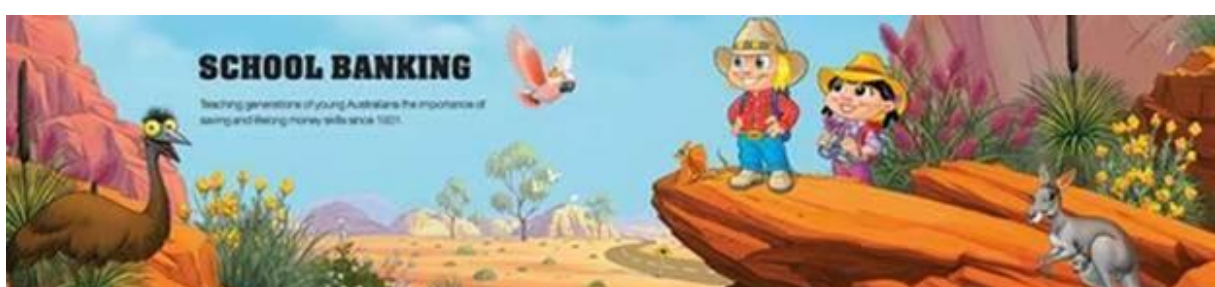 SCHOOL BANKING
Teaching generations of young Australians the importance of
saving and lifelong money skills since 1931.